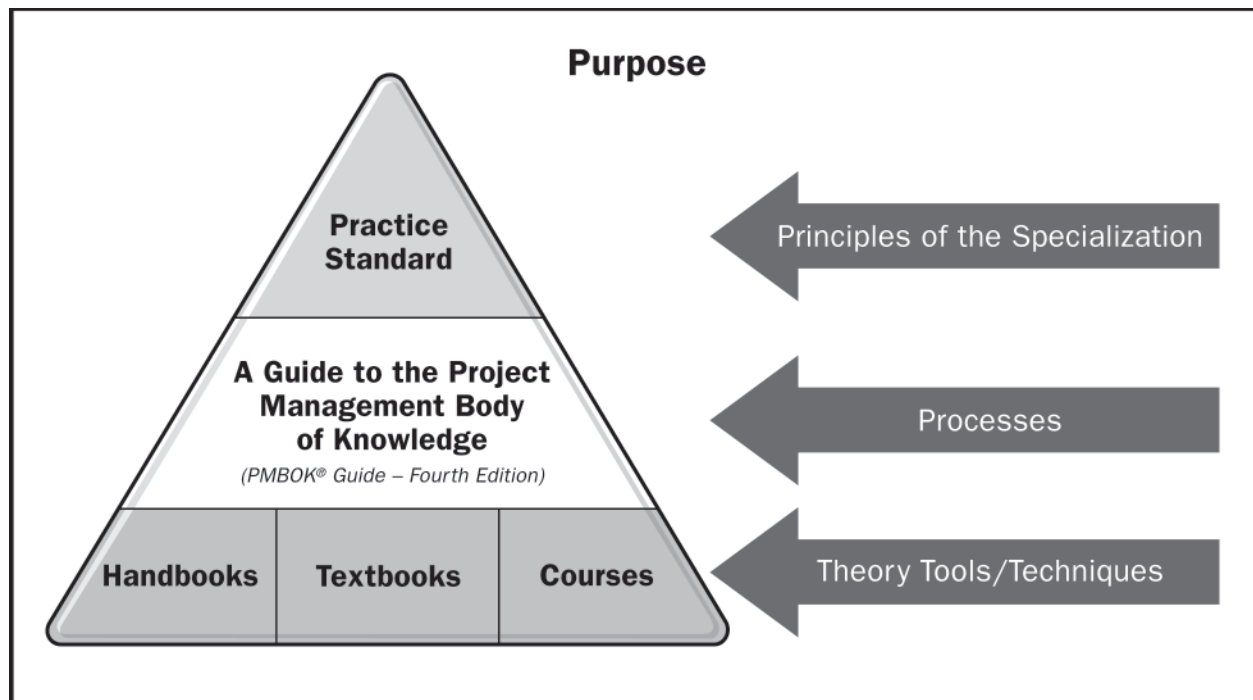 Purpose
Practice
Standard
Principles of the Specialization
A Guide to the Project
Management Body
of Knowledge
(PMBOK® Guide – Fourth Edition)
Processes
Handbooks
Textbooks
Courses
Theory Tools/Techniques